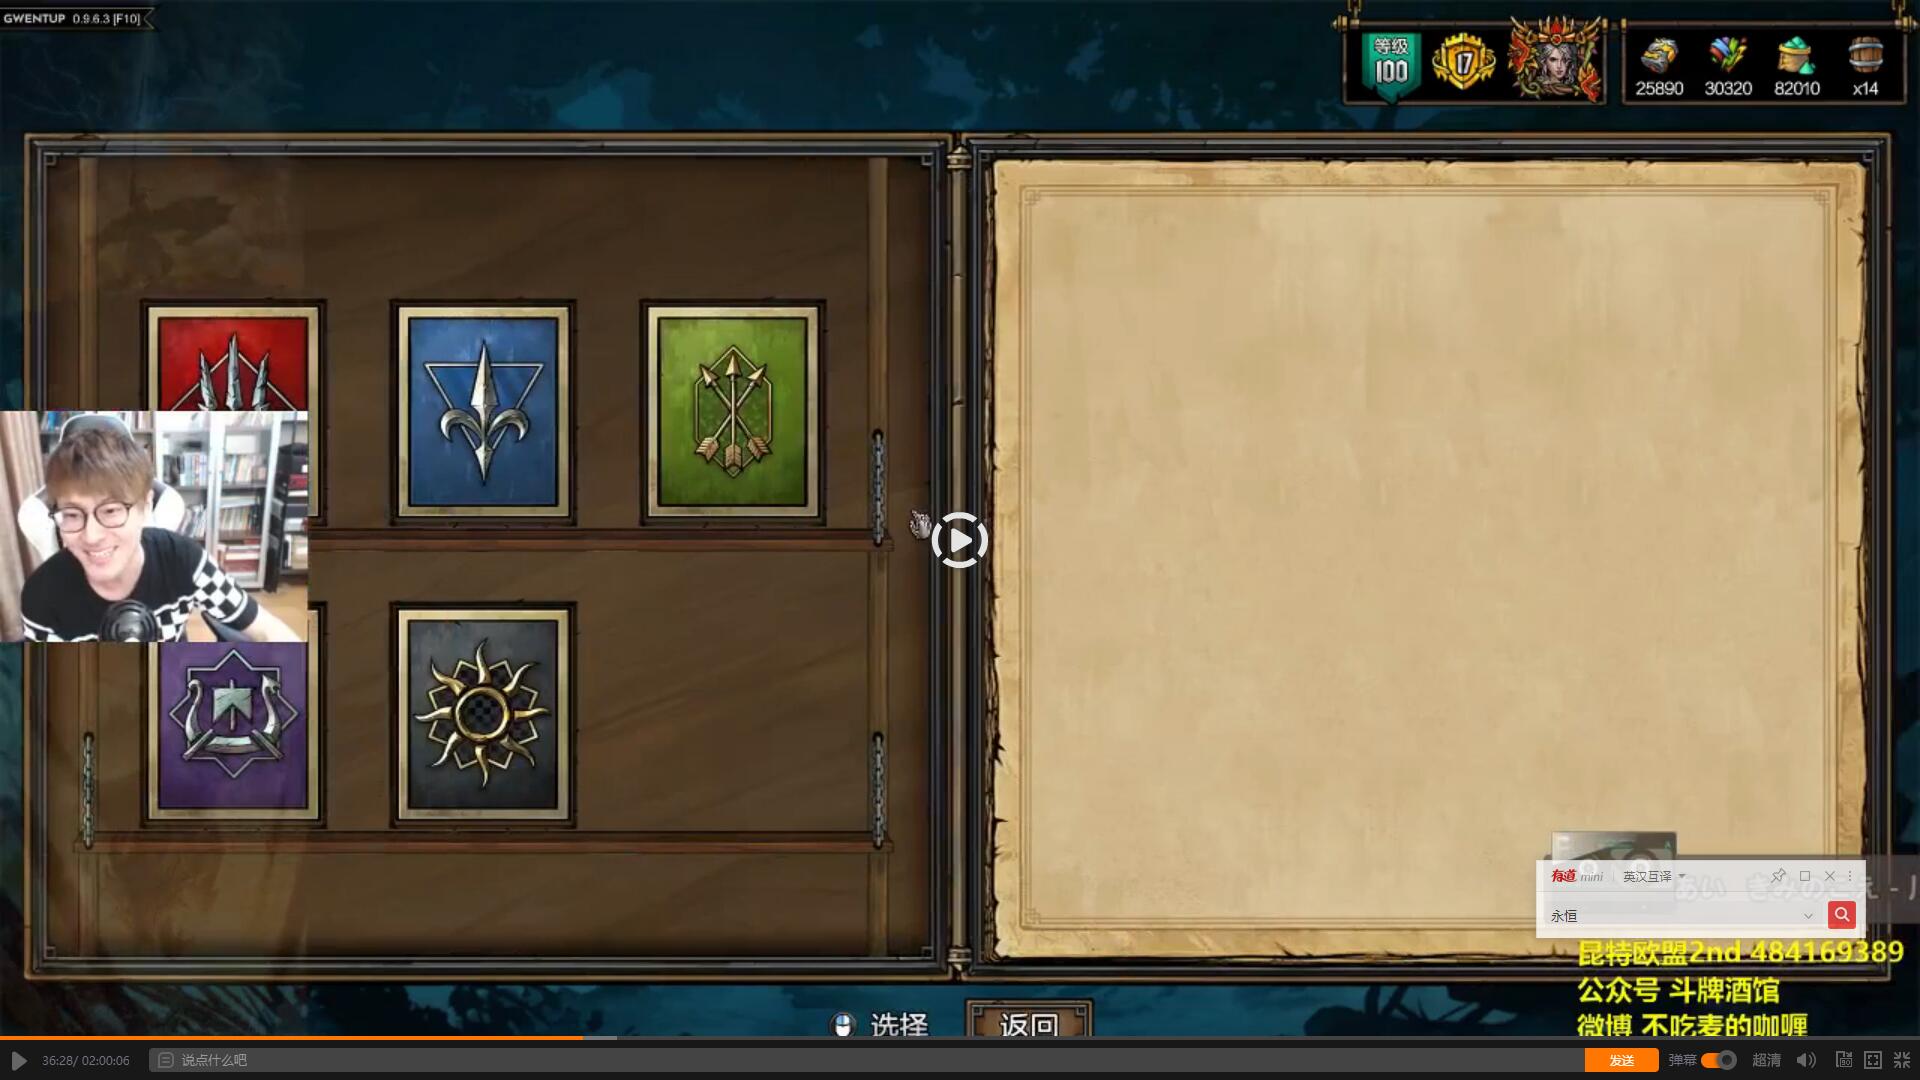 GWENTUP 0.9.6.3 [F10]
等级
100
17
25890
30320
82010
x14
有道 mini
英汉互译
永恒
昆特欧盟2nd 484169389
公众号 斗牌酒馆
微博 不吃麦的咖喱
选择
返回
36:28/ 02:00:06
说点什么吧
发送
弹幕
超清